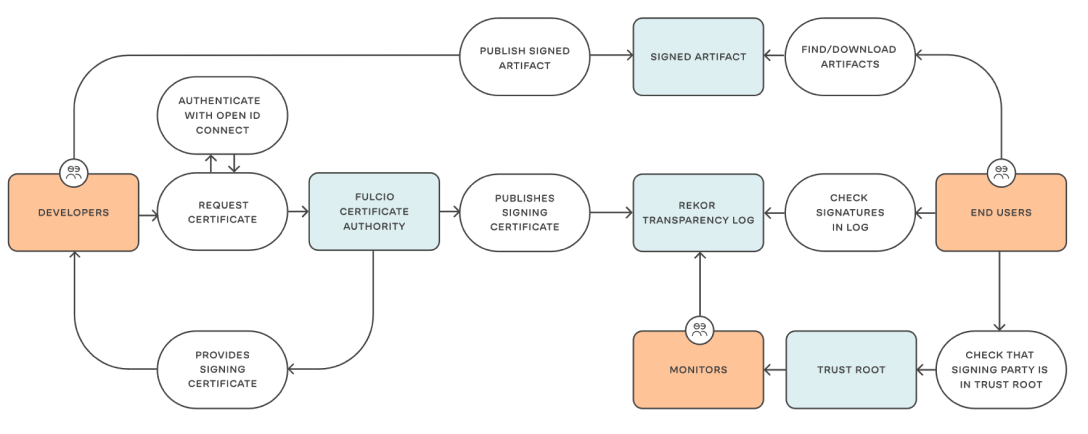 PUBLISH SIGNED
ARTIFACT
SIGNED ARTIFACT
FIND/DOWNLOAD
ARTIFACTS
AUTHENTICATE
WITH OPEN ID
CONNECT
DEVELOPERS
REQUEST
CERTIFICATE
FULCIO
CERTIFICATE
AUTHORITY
PUBLISHES
SIGNING
CERTIFICATE
REKOR
TRANSPARENCY LOG
CHECK
SIGNATURES
IN LOG
END USERS
PROVIDES
SIGNING
CERTIFICATE
MONITORS
TRUST ROOT
CHECK THAT
SIGNING PARTY IS
IN TRUST ROOT